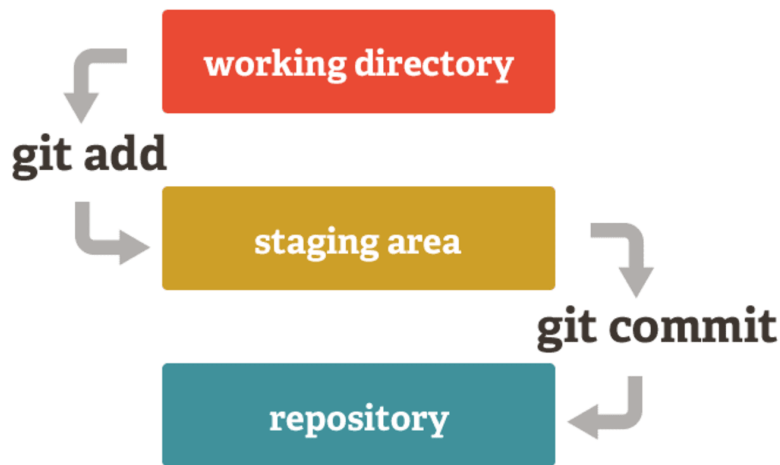 working directory
git add
staging area
git commit
repository